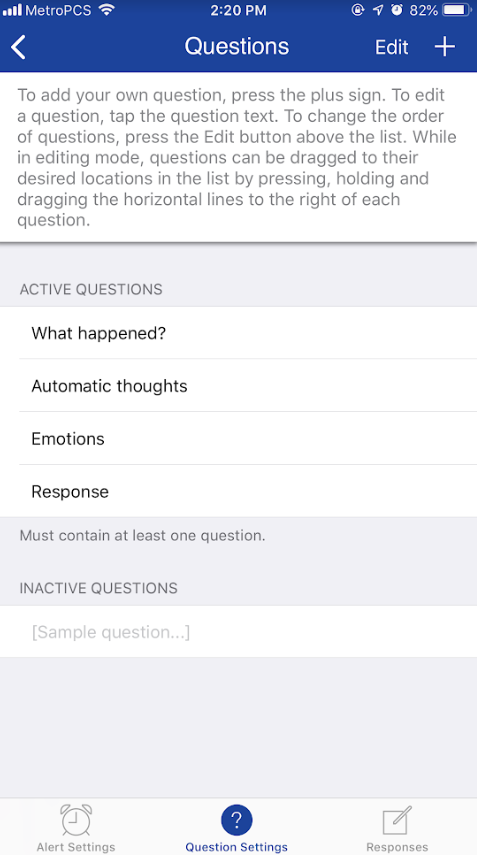 MetroPCS 2:20 PM 82%
Questions Edit +
To add your own question, press the plus sign. To edit
a question, tap the question text. To change the order
of questions, press the Edit button above the list. While
in editing mode, questions can be dragged to their
desired locations in the list by pressing, holding and
dragging the horizontal lines to the right of each
question.
ACTIVE QUESTIONS
What happened?
Automatic thoughts
Emotions
Response
Must contain at least one question.
INACTIVE QUESTIONS
[Sample question...]
?
Alert Settings Question Settings Responses